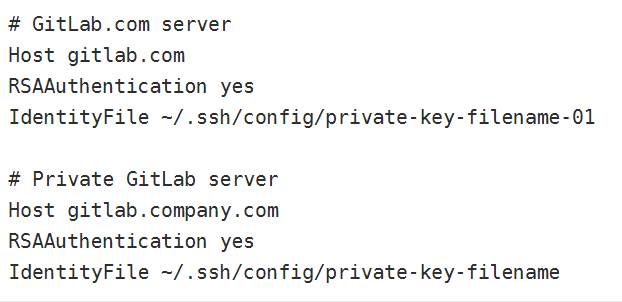 # GitLab.com server
Host gitlab.com
RSAAuthentication yes
IdentityFile ~/.ssh/config/private-key-filename-01

# Private GitLab server
Host gitlab.company.com
RSAAuthentication yes
IdentityFile ~/.ssh/config/private-key-filename